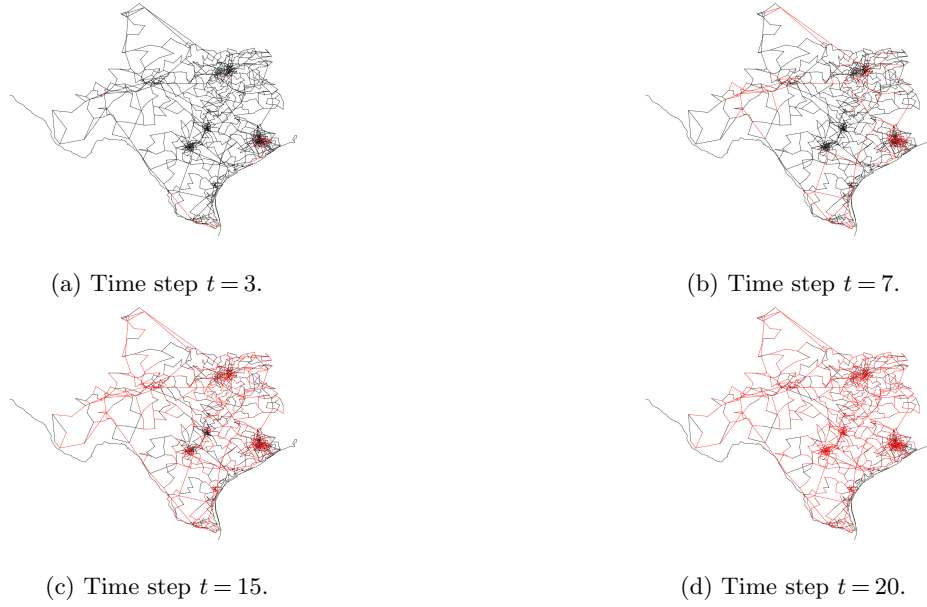 (a) Time step t = 3.
(b) Time step t = 7.
(c) Time step t = 15.
(d) Time step t = 20.